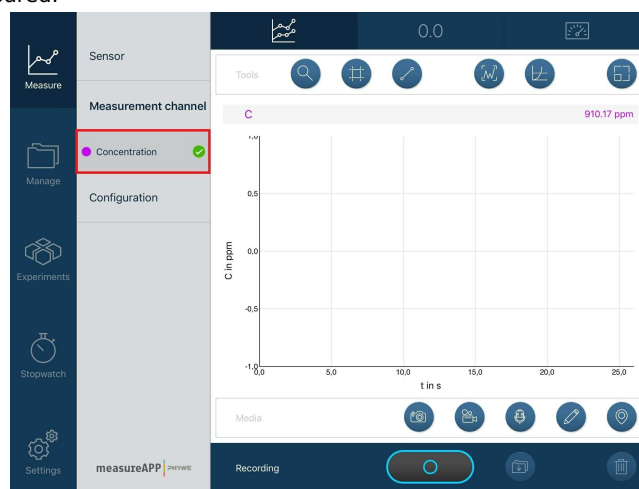 Measure
Manage
Experiments
Stopwatch
Settings
Sensor
Measurement channel
Concentration
Configuration
measureAPP PHYWE
0.0
Tools
C 910.17 ppm
C in ppm
0,5
0,0
-0,5
-1,0
0,0 5,0 10,0 15,0 20,0 25,0
t in s
Media
Recording